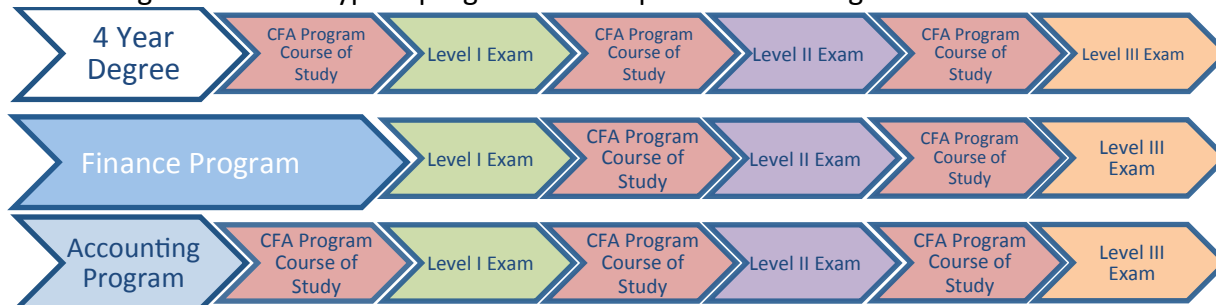 4 Year
Degree
CFA Program
Course of
Study
Level I Exam
CFA Program
Course of
Study
Level II Exam
CFA Program
Course of
Study
Level III Exam
Finance Program
Level I Exam
CFA Program
Course of
Study
Level II Exam
CFA Program
Course of
Study
Level III
Exam
Accounting
Program
CFA Program
Course of
Study
Level I Exam
CFA Program
Course of
Study
Level II Exam
CFA Program
Course of
Study
Level III
Exam